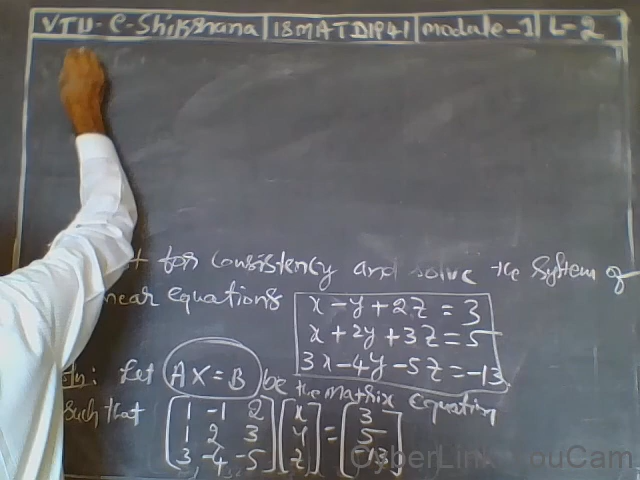 VTU-e-Shikshana 18MATDI941 module-1 L-2
for consistency and solve the system of
near equations x-y+2z=3
x+2y+3z=5
3x-4y-5z=-13
Let AX=B be the matrix equation
such that [1 -1 2] [x] = [3]
[1 2 3] [y] [5]
[3 -4 -5] [z] [-13]
CyberLink YouCam